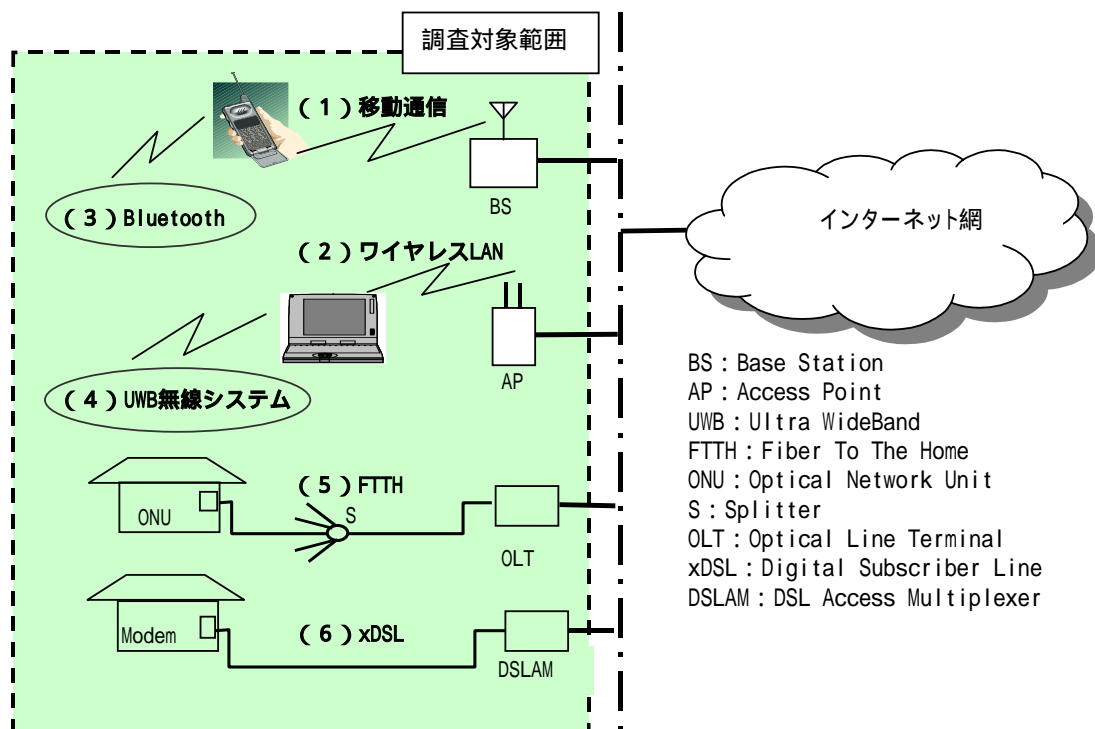 調査対象範囲
(1)移動通信
BS
(3)Bluetooth
インターネット網
(2)ワイヤレスLAN
AP
(4)UWB無線システム
BS:Base Station
AP:Access Point
UWB:Ultra WideBand
FTTH:Fiber To The Home
ONU:Optical Network Unit
S:Splitter
OLT:Optical Line Terminal
xDSL:Digital Subscriber Line
DSLAM:DSL Access Multiplexer
(5)FTTH
ONU
S
OLT
(6)xDSL
Modem
DSLAM